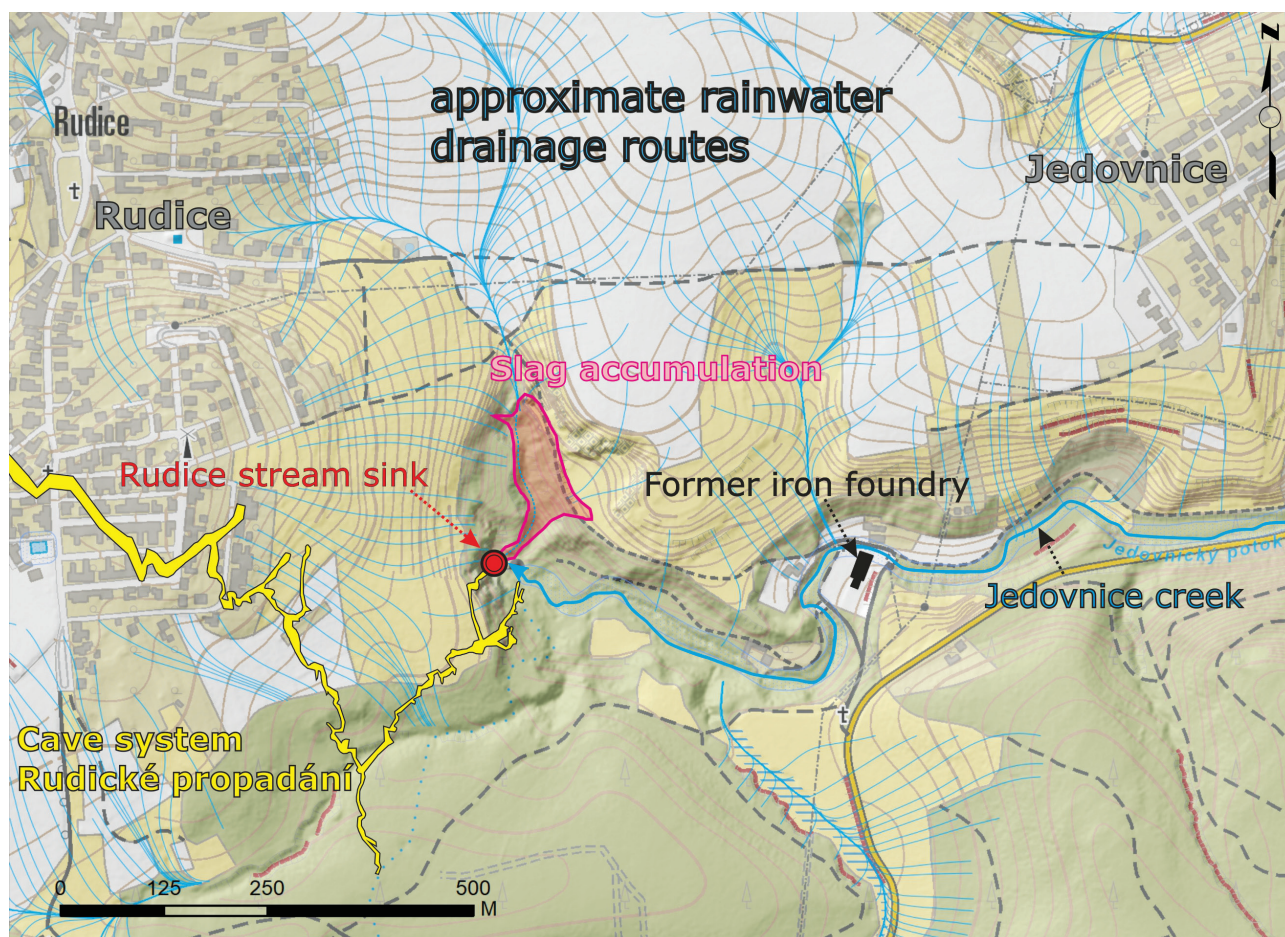 N
approximate rainwater
drainage routes
Rudice
Jedovnice
Rudice
Slag accumulation
Rudice stream sink
Former iron foundry
Jedovnický potok
Jedovnice creek
Cave system
Rudické propadání
0 125 250 500
M